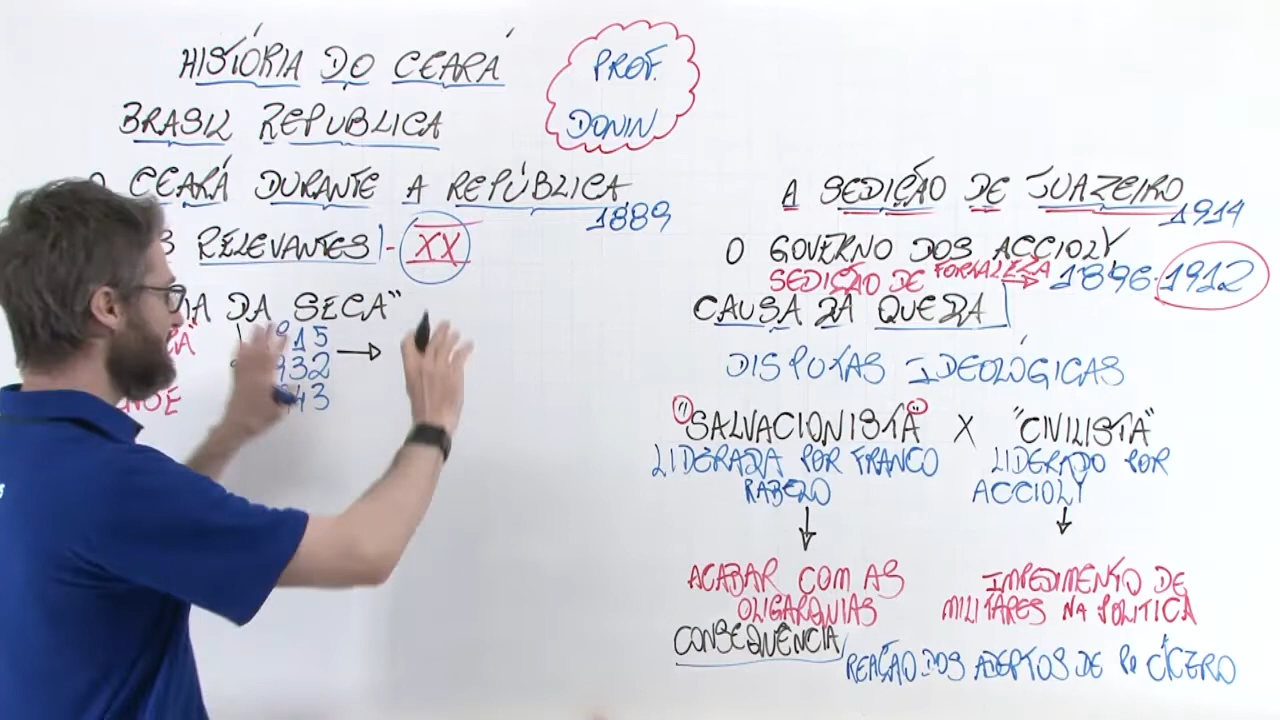 HISTÓRIA DO CEARÁ
BRASIL REPUBLICA
O CEARÁ DURANTE A REPÚBLICA
1889
RELEVANTES - XX
DA SECA"
1915
1932
43
PROF.
DONIN
A SEDIÇÃO DE JUAZEIRO
1914
O GOVERNO DOS ACCIOLY
SEDIÇÃO DE FORTALEZA 1896-1912
CAUSA DA QUEDA
DISPUTAS IDEOLÓGICAS
"SALVACIONISTA" X "CIVILISTA"
LIDERADA POR FRANCO RABELO
LIDERADO POR ACCIOLY
ACABAR COM AS OLIGARQUIAS
IMPEDIMENTO DE MILITARES NA POLITICA
CONSEQUÊNCIA
REAÇÃO DOS ADEPTOS DE Pe CÍCERO